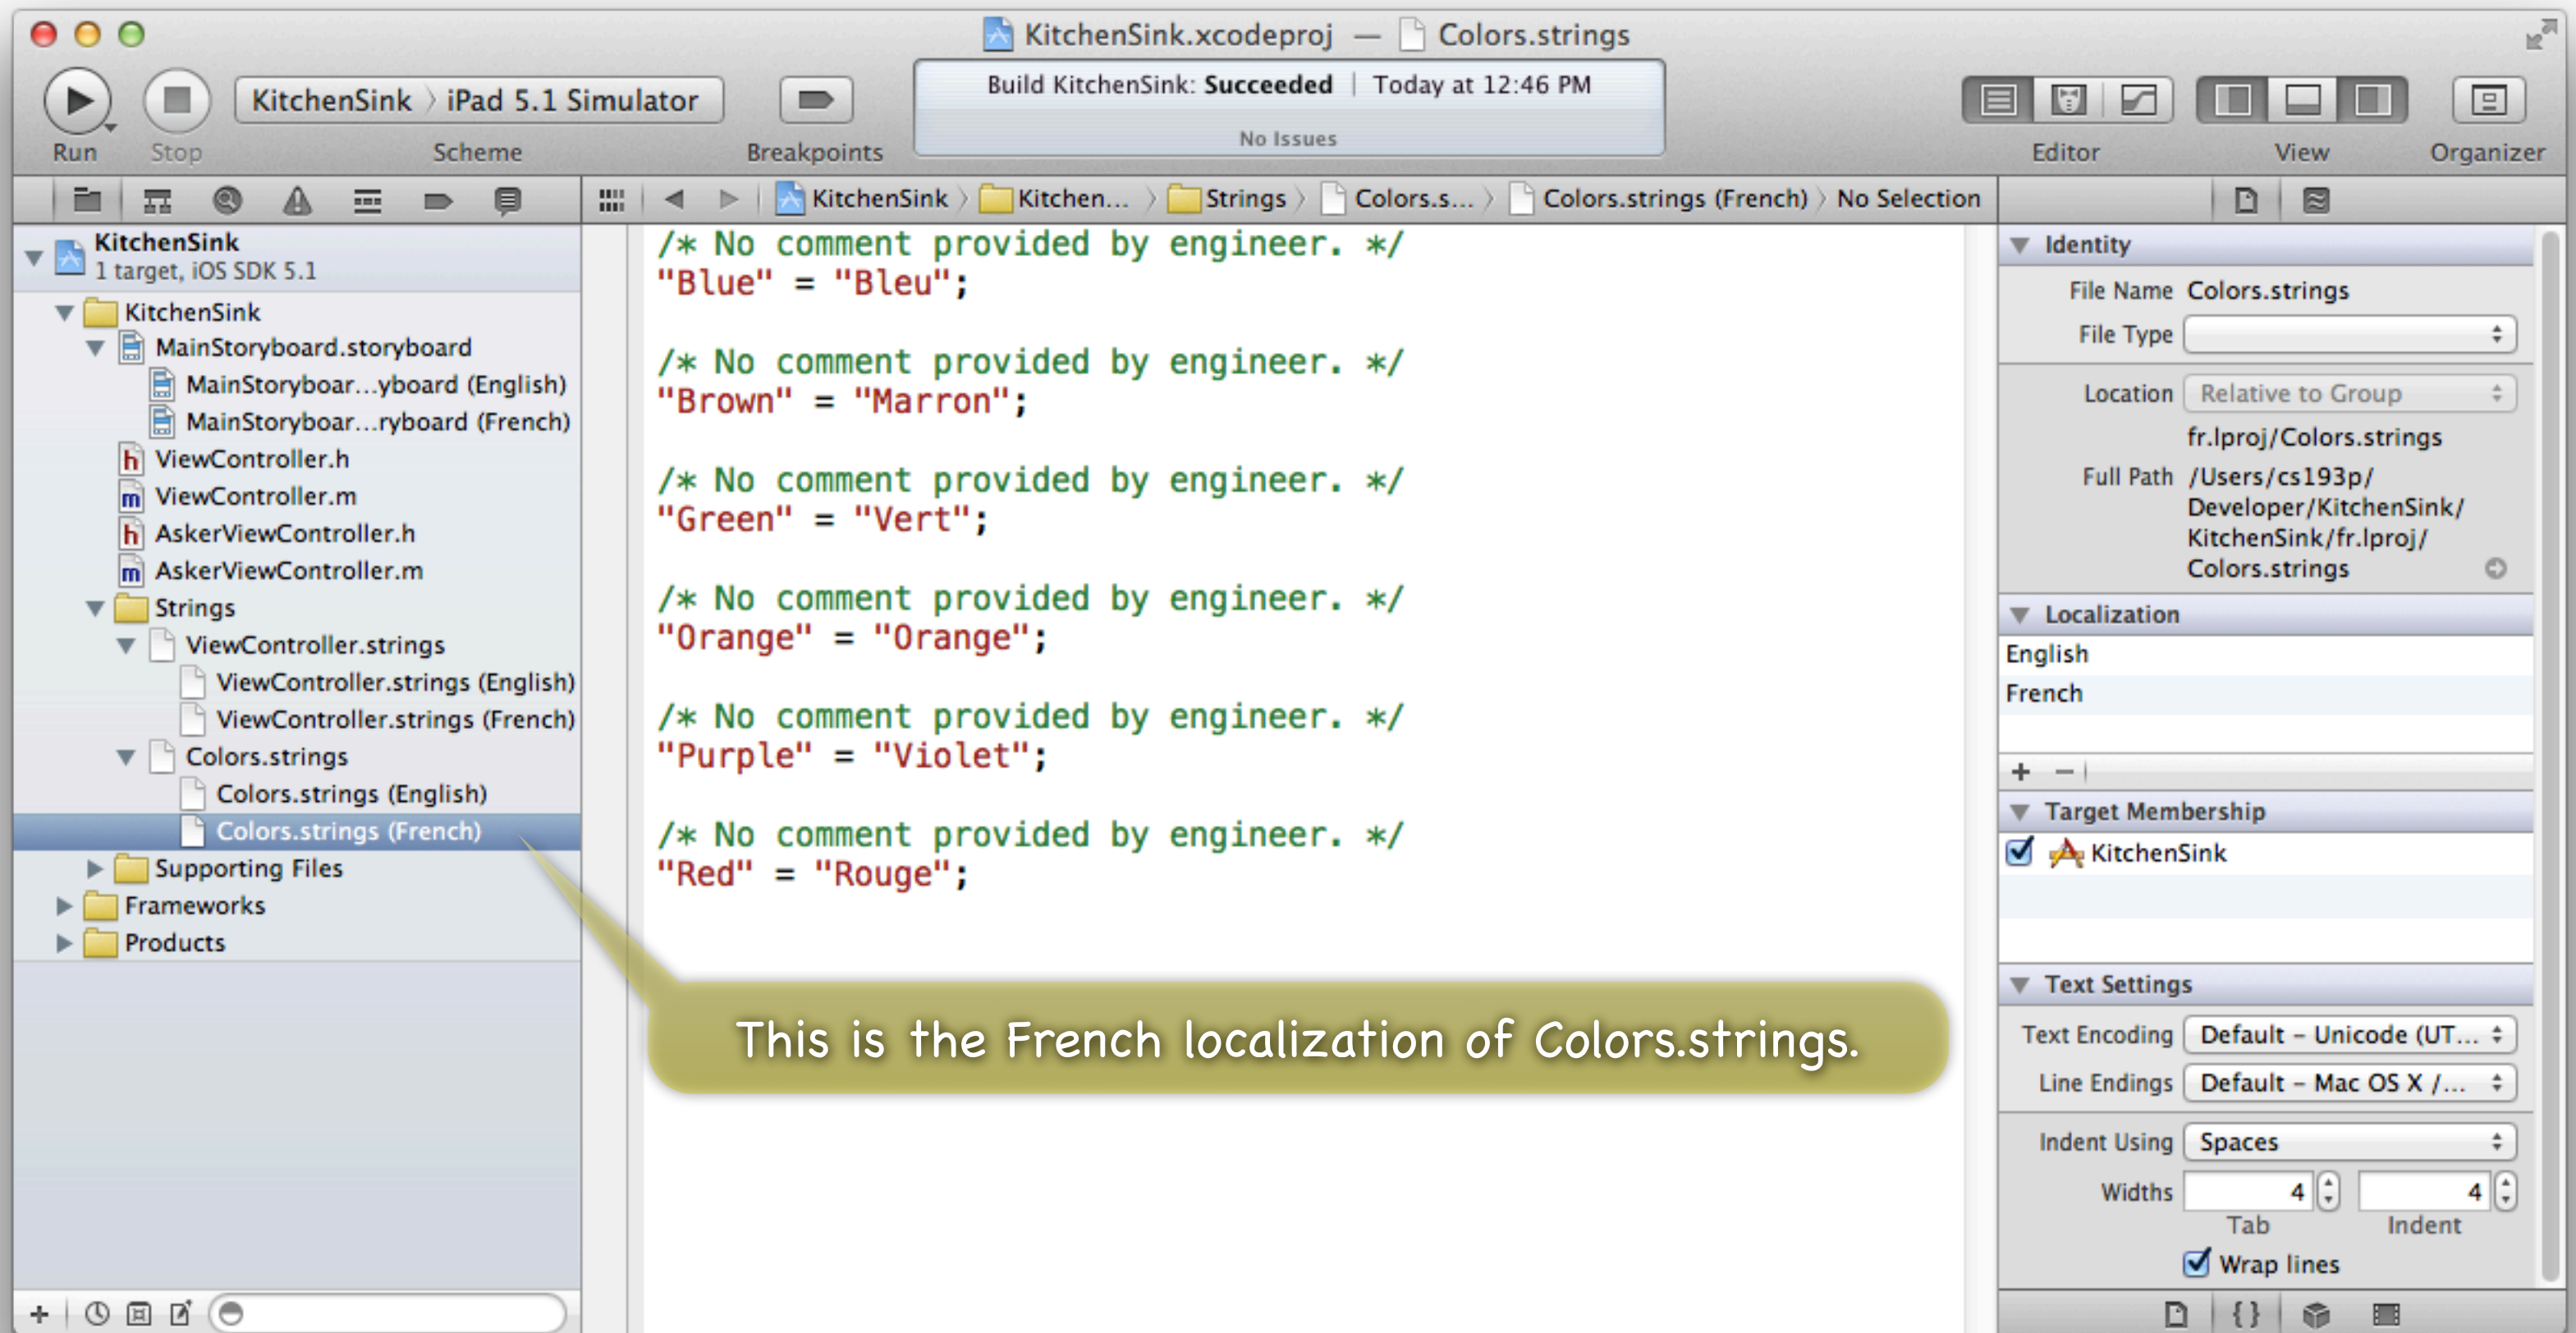 KitchenSink.xcodeproj — Colors.strings
KitchenSink 〉 iPad 5.1 Simulator
Build KitchenSink: Succeeded | Today at 12:46 PM
No Issues
Run Stop Scheme Breakpoints Editor View Organizer
KitchenSink 〉 Kitchen... 〉 Strings 〉 Colors.s... 〉 Colors.strings (French) 〉 No Selection
KitchenSink
1 target, iOS SDK 5.1
KitchenSink
MainStoryboard.storyboard
MainStoryboar...yboard (English)
MainStoryboar...ryboard (French)
ViewController.h
ViewController.m
AskerViewController.h
AskerViewController.m
Strings
ViewController.strings
ViewController.strings (English)
ViewController.strings (French)
Colors.strings
Colors.strings (English)
Colors.strings (French)
Supporting Files
Frameworks
Products
/* No comment provided by engineer. */
"Blue" = "Bleu";
/* No comment provided by engineer. */
"Brown" = "Marron";
/* No comment provided by engineer. */
"Green" = "Vert";
/* No comment provided by engineer. */
"Orange" = "Orange";
/* No comment provided by engineer. */
"Purple" = "Violet";
/* No comment provided by engineer. */
"Red" = "Rouge";
This is the French localization of Colors.strings.
Identity
File Name Colors.strings
File Type
Location Relative to Group
fr.lproj/Colors.strings
Full Path /Users/cs193p/
Developer/KitchenSink/
KitchenSink/fr.lproj/
Colors.strings
Localization
English
French
Target Membership
KitchenSink
Text Settings
Text Encoding Default – Unicode (UT...
Line Endings Default – Mac OS X /...
Indent Using Spaces
Widths 4 4
Tab Indent
Wrap lines